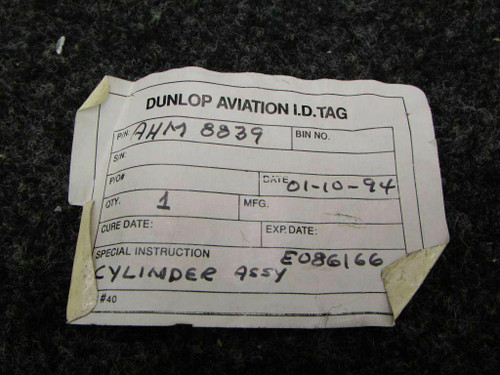 DUNLOP AVIATION I.D.TAG
P/N. AHM 8839 BIN NO.
S/N.
P/O# DATE 01-10-94
QTY. 1 MFG.
CURE DATE: EXP.DATE:
SPECIAL INSTRUCTION E086166
CYLINDER ASSY
#40